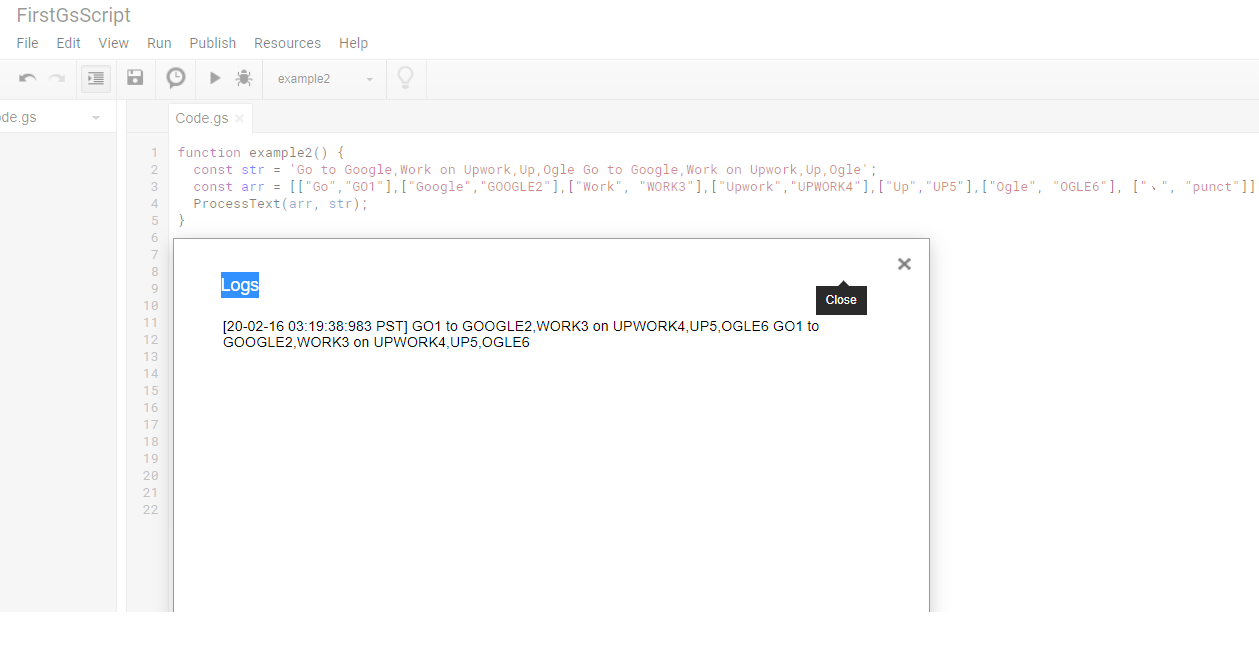 FirstGsScript
File Edit View Run Publish Resources Help
example2
de.gs
Code.gs
1 function example2() {
2 const str = 'Go to Google,Work on Upwork,Up,Ogle Go to Google,Work on Upwork,Up,Ogle';
3 const arr = [["Go","GO1"],["Google","GOOGLE2"],["Work", "WORK3"],["Upwork","UPWORK4"],["Up","UP5"],["Ogle", "OGLE6"], ["、", "punct"]]
4 ProcessText(arr, str);
5 }
6
7
8
9
10
11
12
13
14
15
16
17
18
19
20
21
22
Logs
Close
[20-02-16 03:19:38:983 PST] GO1 to GOOGLE2,WORK3 on UPWORK4,UP5,OGLE6 GO1 to
GOOGLE2,WORK3 on UPWORK4,UP5,OGLE6